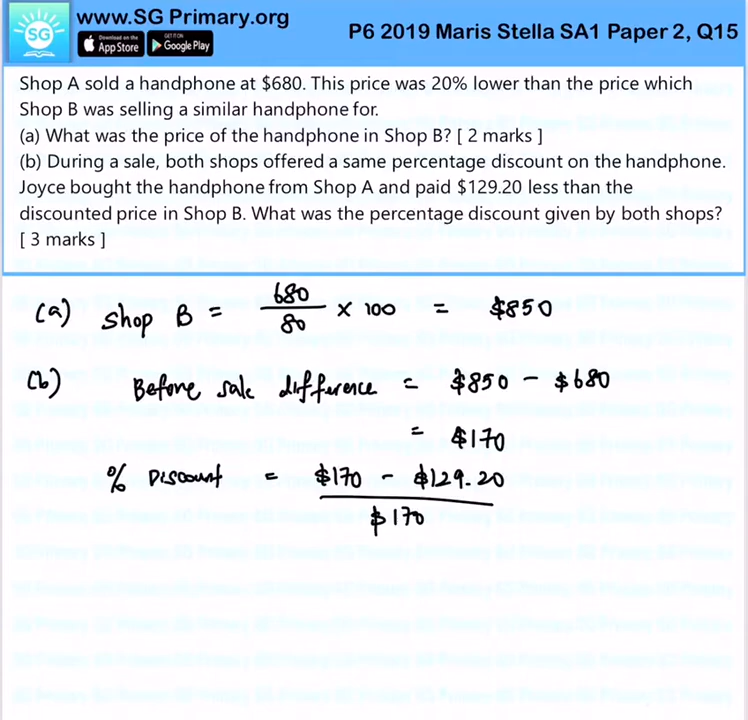 www.SG Primary.org
P6 2019 Maris Stella SA1 Paper 2, Q15
SG
Download on the App Store
GET IT ON Google Play
Shop A sold a handphone at $680. This price was 20% lower than the price which
Shop B was selling a similar handphone for.
(a) What was the price of the handphone in Shop B? [ 2 marks ]
(b) During a sale, both shops offered a same percentage discount on the handphone.
Joyce bought the handphone from Shop A and paid $129.20 less than the
discounted price in Shop B. What was the percentage discount given by both shops?
[ 3 marks ]
(a) Shop B = 680/80 × 100 = $850
(b) Before sale difference = $850 - $680
= $170
% Discount = $170 - $129.20
$170